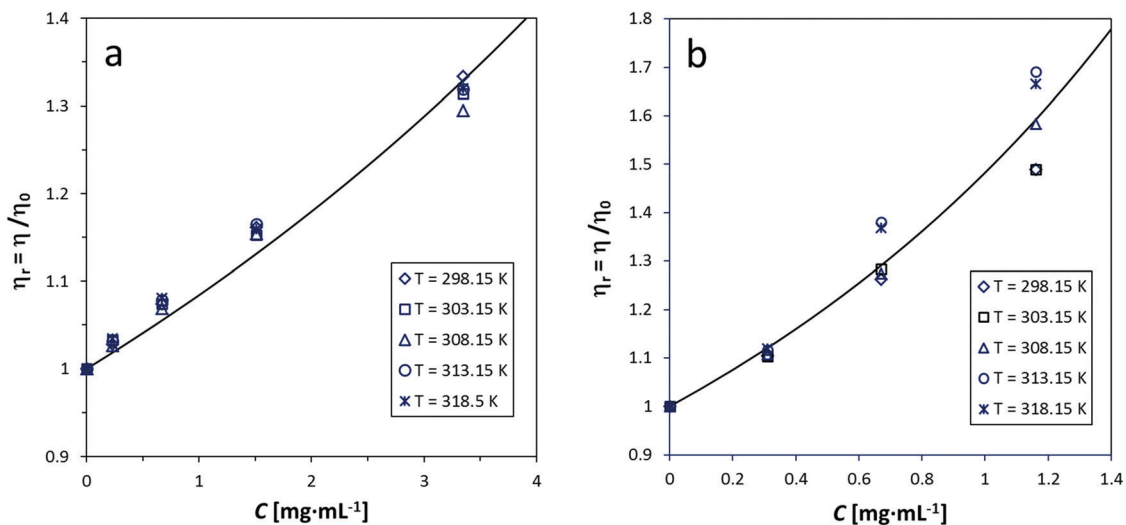 a
1.4
1.3
1.2
1.1
1
0.9
0
1
2
3
4
ηr = η /η0
C [mg·mL-1]
T = 298.15 K
T = 303.15 K
T = 308.15 K
T = 313.15 K
T = 318.5 K
b
1.8
1.7
1.6
1.5
1.4
1.3
1.2
1.1
1
0.9
0
0.2
0.4
0.6
0.8
1
1.2
1.4
ηr = η /η0
C [mg·mL-1]
T = 298.15 K
T = 303.15 K
T = 308.15 K
T = 313.15 K
T = 318.15 K